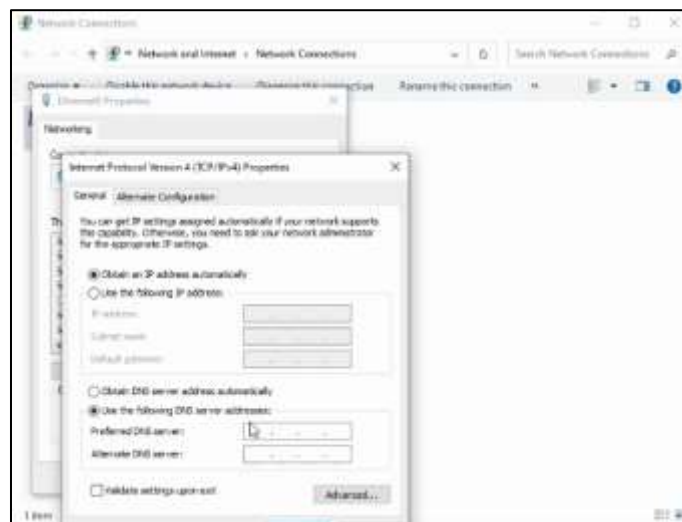 Network Connections
Network and Internet › Network Connections
Search Network Connections
Organize Disable this network device Diagnose this connection Rename this connection »
Ethernet Properties
Networking
Internet Protocol Version 4 (TCP/IPv4) Properties
General Alternate Configuration
You can get IP settings assigned automatically if your network supports
this capability. Otherwise, you need to ask your network administrator
for the appropriate IP settings.
Obtain an IP address automatically
Use the following IP address:
IP address:
Subnet mask:
Default gateway:
Obtain DNS server address automatically
Use the following DNS server addresses:
Preferred DNS server:
Alternate DNS server:
Validate settings upon exit
Advanced...
1 item